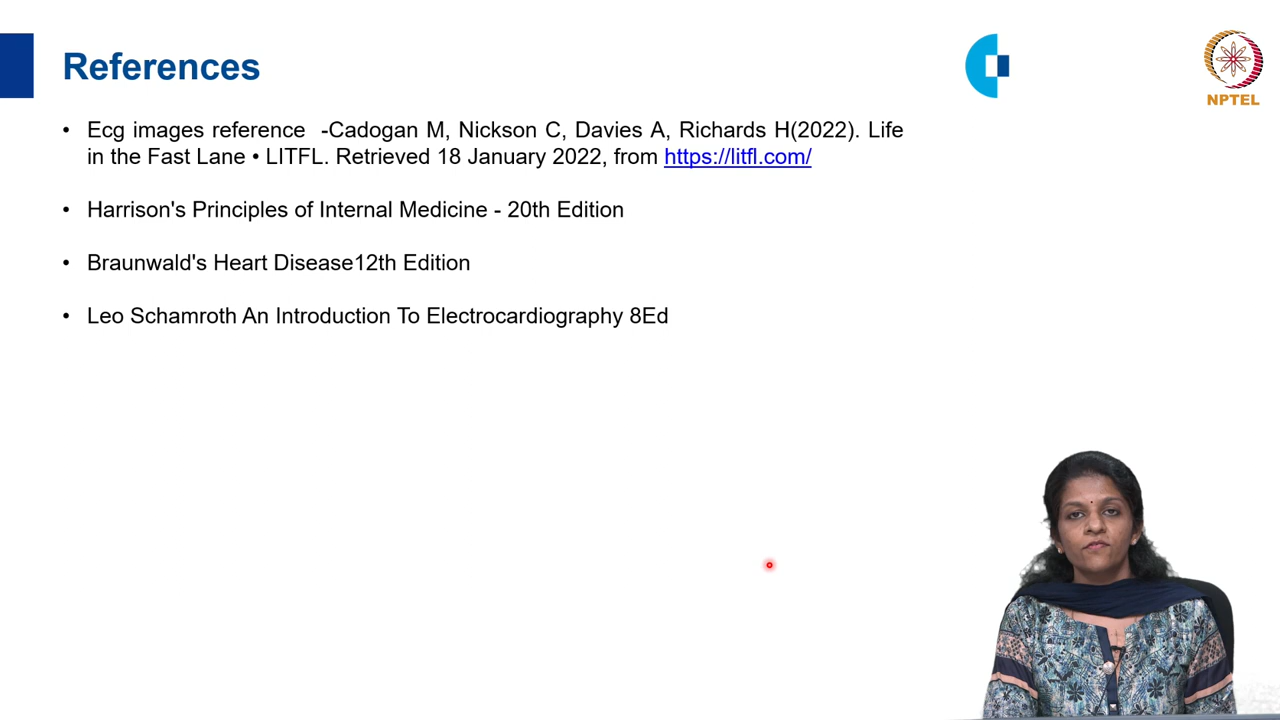 References
NPTEL
• Ecg images reference -Cadogan M, Nickson C, Davies A, Richards H(2022). Life
in the Fast Lane • LITFL. Retrieved 18 January 2022, from https://litfl.com/
• Harrison's Principles of Internal Medicine - 20th Edition
• Braunwald's Heart Disease12th Edition
• Leo Schamroth An Introduction To Electrocardiography 8Ed